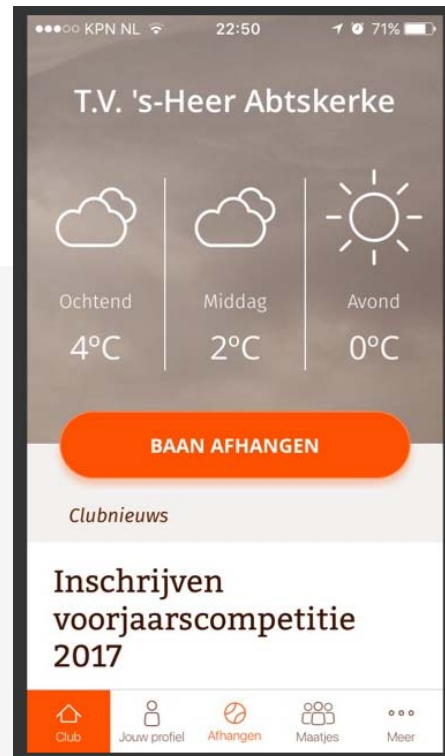 KPN NL 22:50 71%
T.V. 's-Heer Abtskerke
Ochtend Middag Avond
4°C 2°C 0°C
BAAN AFHANGEN
Clubnieuws
Inschrijven
voorjaarscompetitie
2017
Club Jouw profiel Afhangen Maatjes Meer